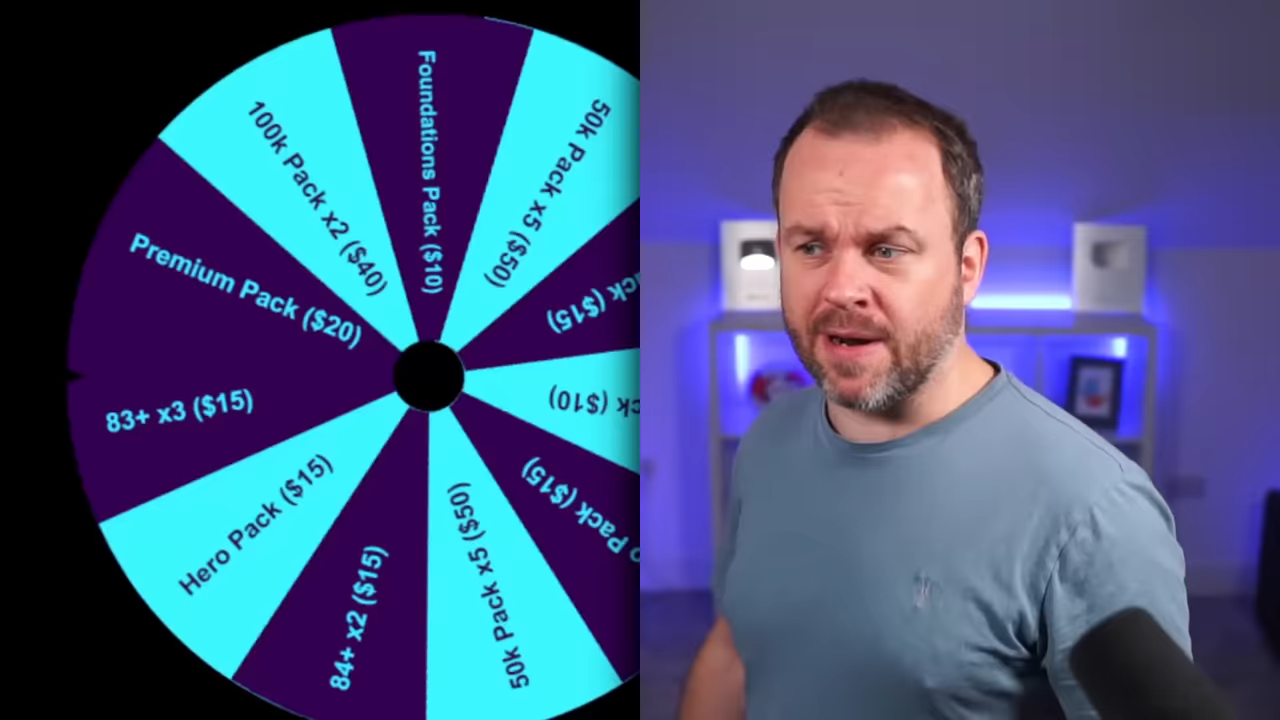 Foundations Pack ($10)
50k Pack x5 ($50)
($15)
($10)
Pack ($15)
50k Pack x5 ($50)
84+ x2 ($15)
Hero Pack ($15)
83+ x3 ($15)
Premium Pack ($20)
100k Pack x2 ($40)